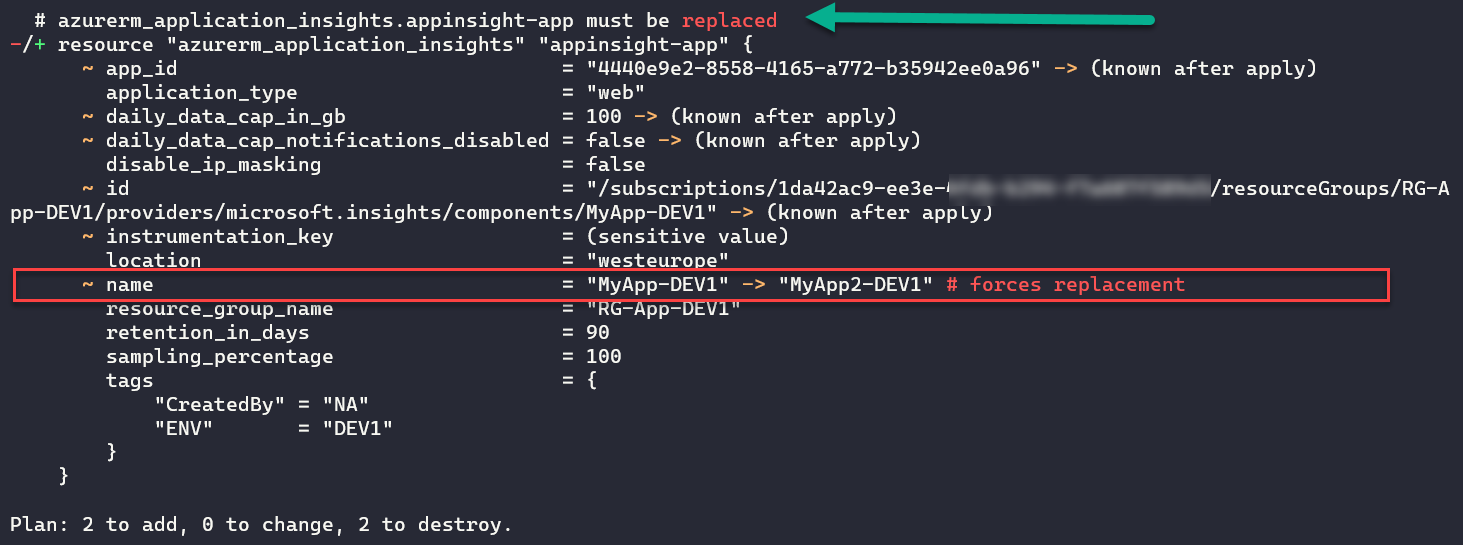 # azurerm_application_insights.appinsight-app must be replaced
-/+ resource "azurerm_application_insights" "appinsight-app" {
~ app_id = "4440e9e2-8558-4165-a772-b35942ee0a96" -> (known after apply)
application_type = "web"
~ daily_data_cap_in_gb = 100 -> (known after apply)
~ daily_data_cap_notifications_disabled = false -> (known after apply)
disable_ip_masking = false
~ id = "/subscriptions/1da42ac9-ee3e-/resourceGroups/RG-A
pp-DEV1/providers/microsoft.insights/components/MyApp-DEV1" -> (known after apply)
~ instrumentation_key = (sensitive value)
location = "westeurope"
~ name = "MyApp-DEV1" -> "MyApp2-DEV1" # forces replacement
resource_group_name = "RG-App-DEV1"
retention_in_days = 90
sampling_percentage = 100
tags = {
"CreatedBy" = "NA"
"ENV" = "DEV1"
}
}
Plan: 2 to add, 0 to change, 2 to destroy.